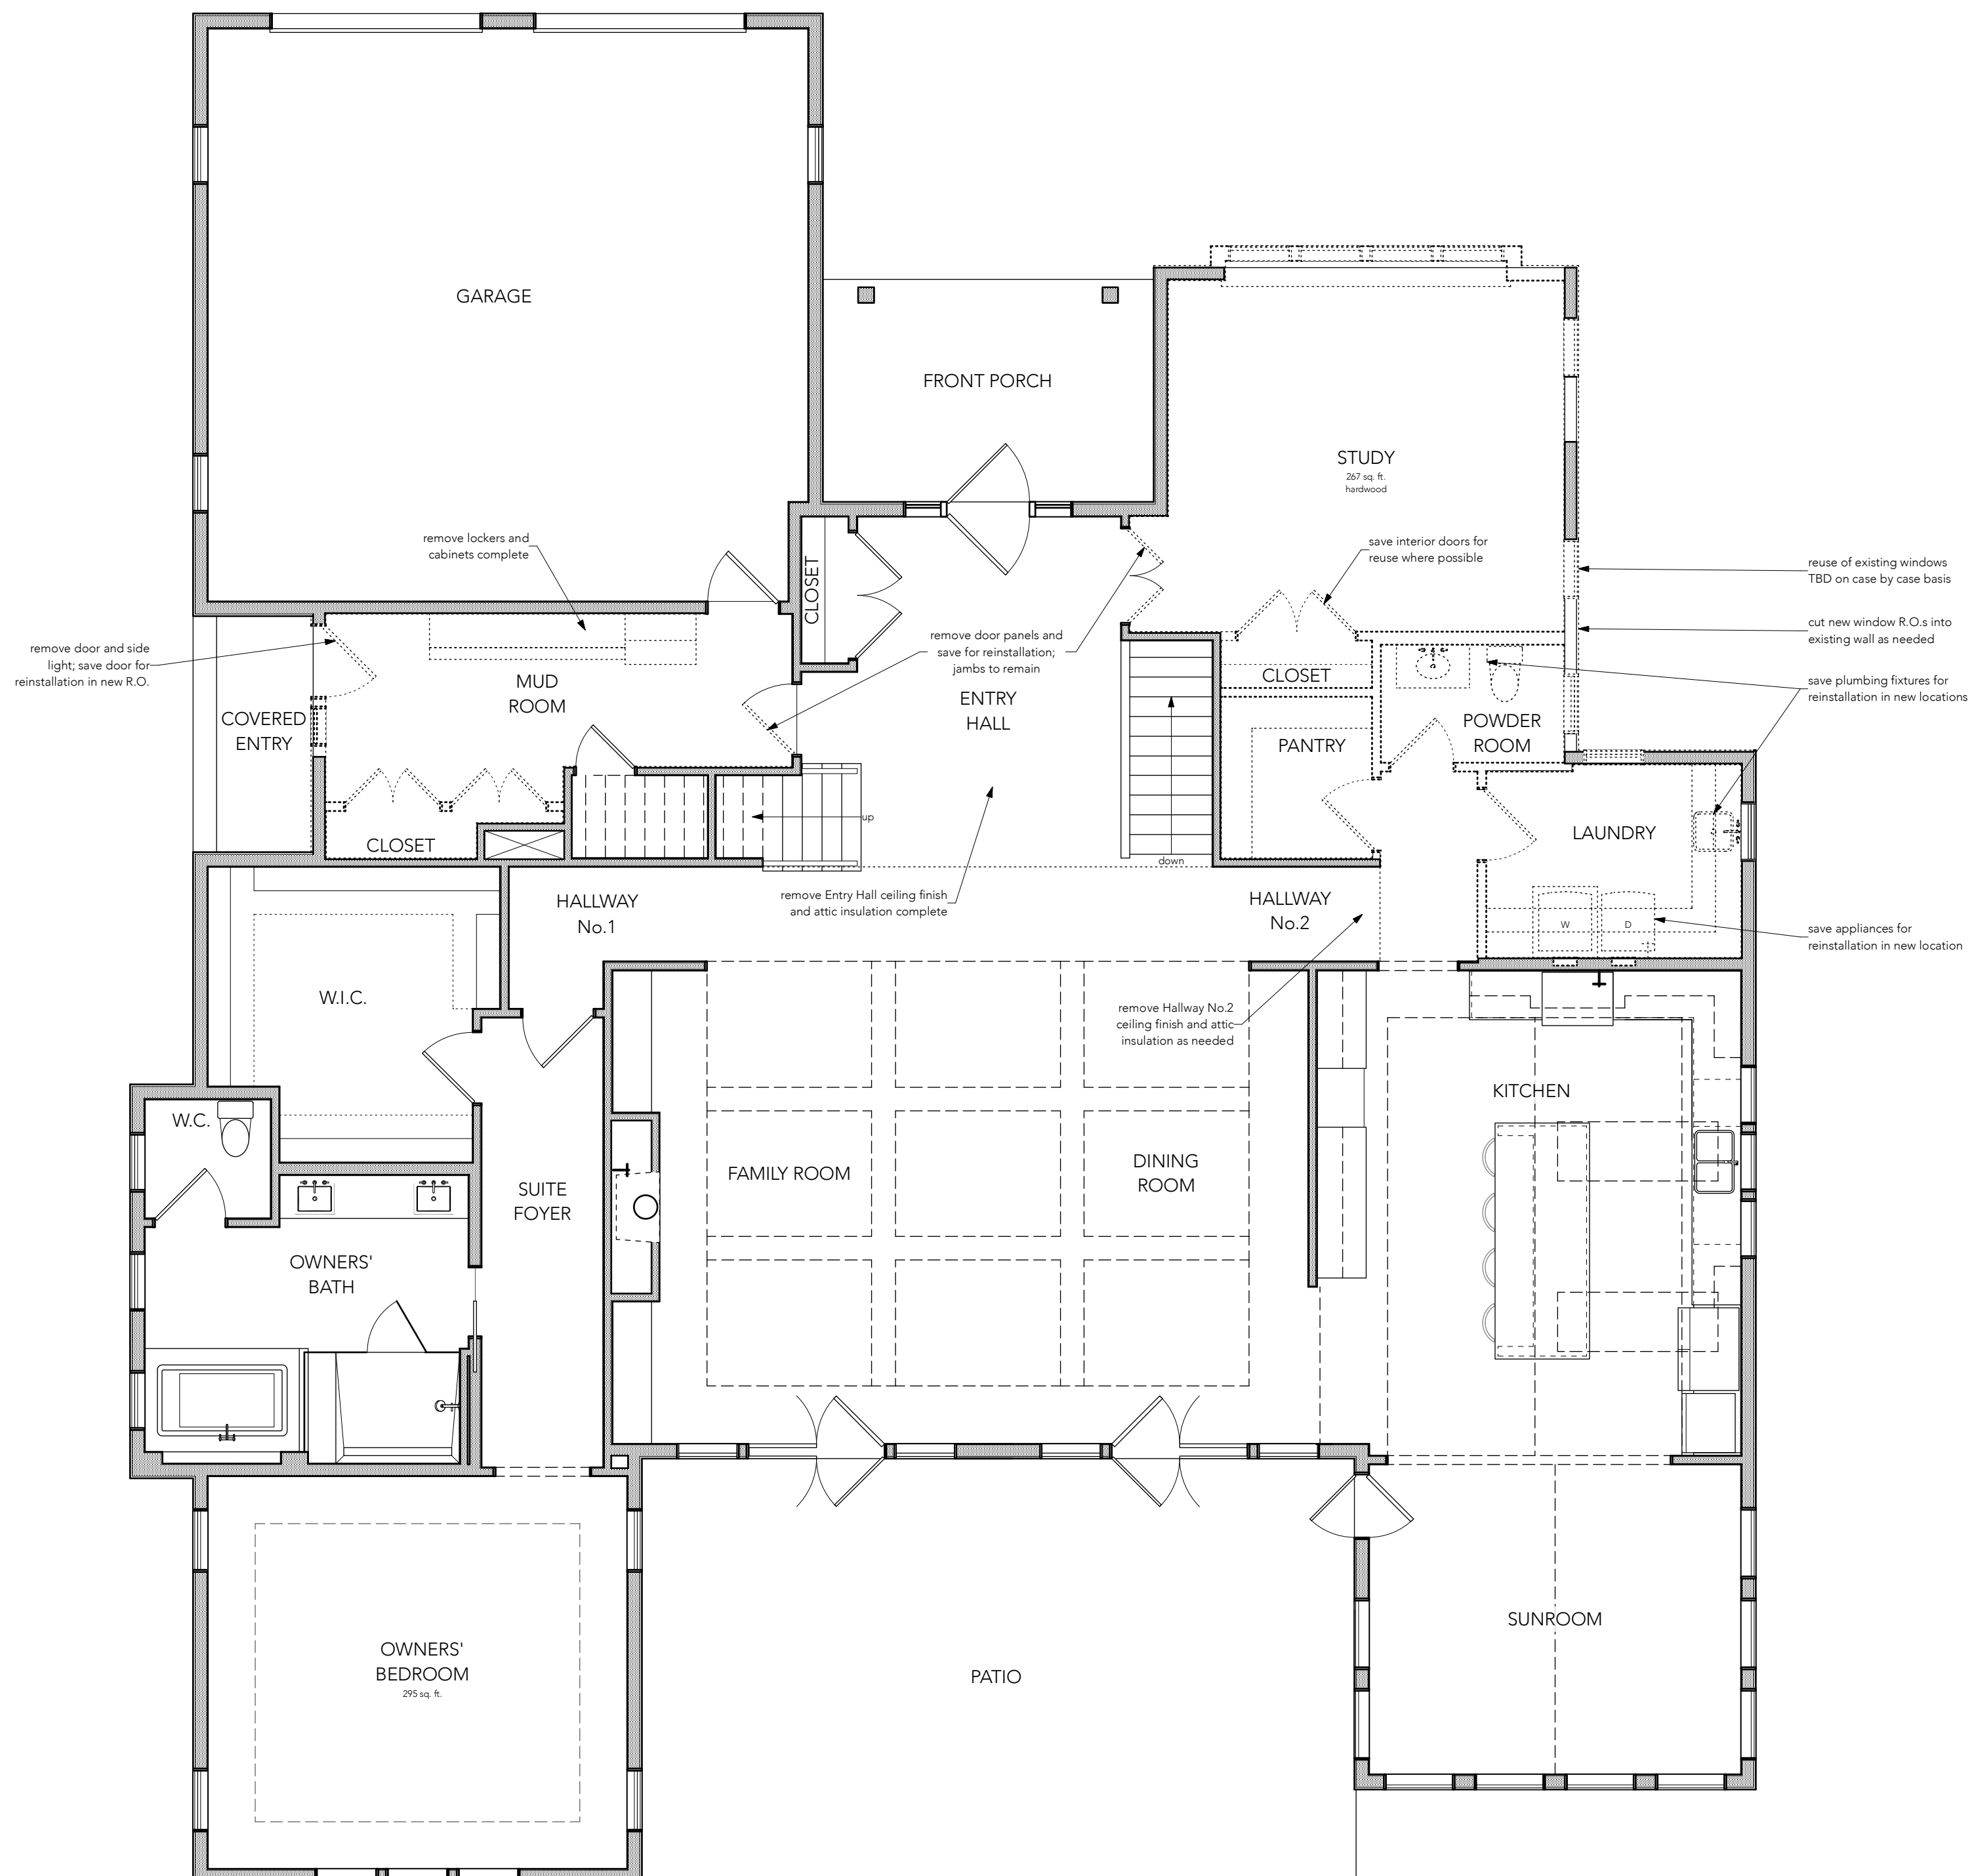 GARAGE
FRONT PORCH
STUDY
267 sq. ft.
hardwood
remove lockers and
cabinets complete
CLOSET
save interior doors for
reuse where possible
reuse of existing windows
TBD on case by case basis
cut new window R.O.s into
existing wall as needed
remove door and side
light; save door for
reinstallation in new R.O.
remove door panels and
save for reinstallation;
jambs to remain
save plumbing fixtures for
reinstallation in new locations
MUD
ROOM
ENTRY
HALL
CLOSET
COVERED
ENTRY
PANTRY
POWDER
ROOM
up
LAUNDRY
CLOSET
down
remove Entry Hall ceiling finish
and attic insulation complete
HALLWAY
No.1
HALLWAY
No.2
W
D
save appliances for
reinstallation in new location
W.I.C.
remove Hallway No.2
ceiling finish and attic
insulation as needed
KITCHEN
W.C.
FAMILY ROOM
DINING
ROOM
SUITE
FOYER
OWNERS'
BATH
OWNERS'
BEDROOM
295 sq. ft.
PATIO
SUNROOM